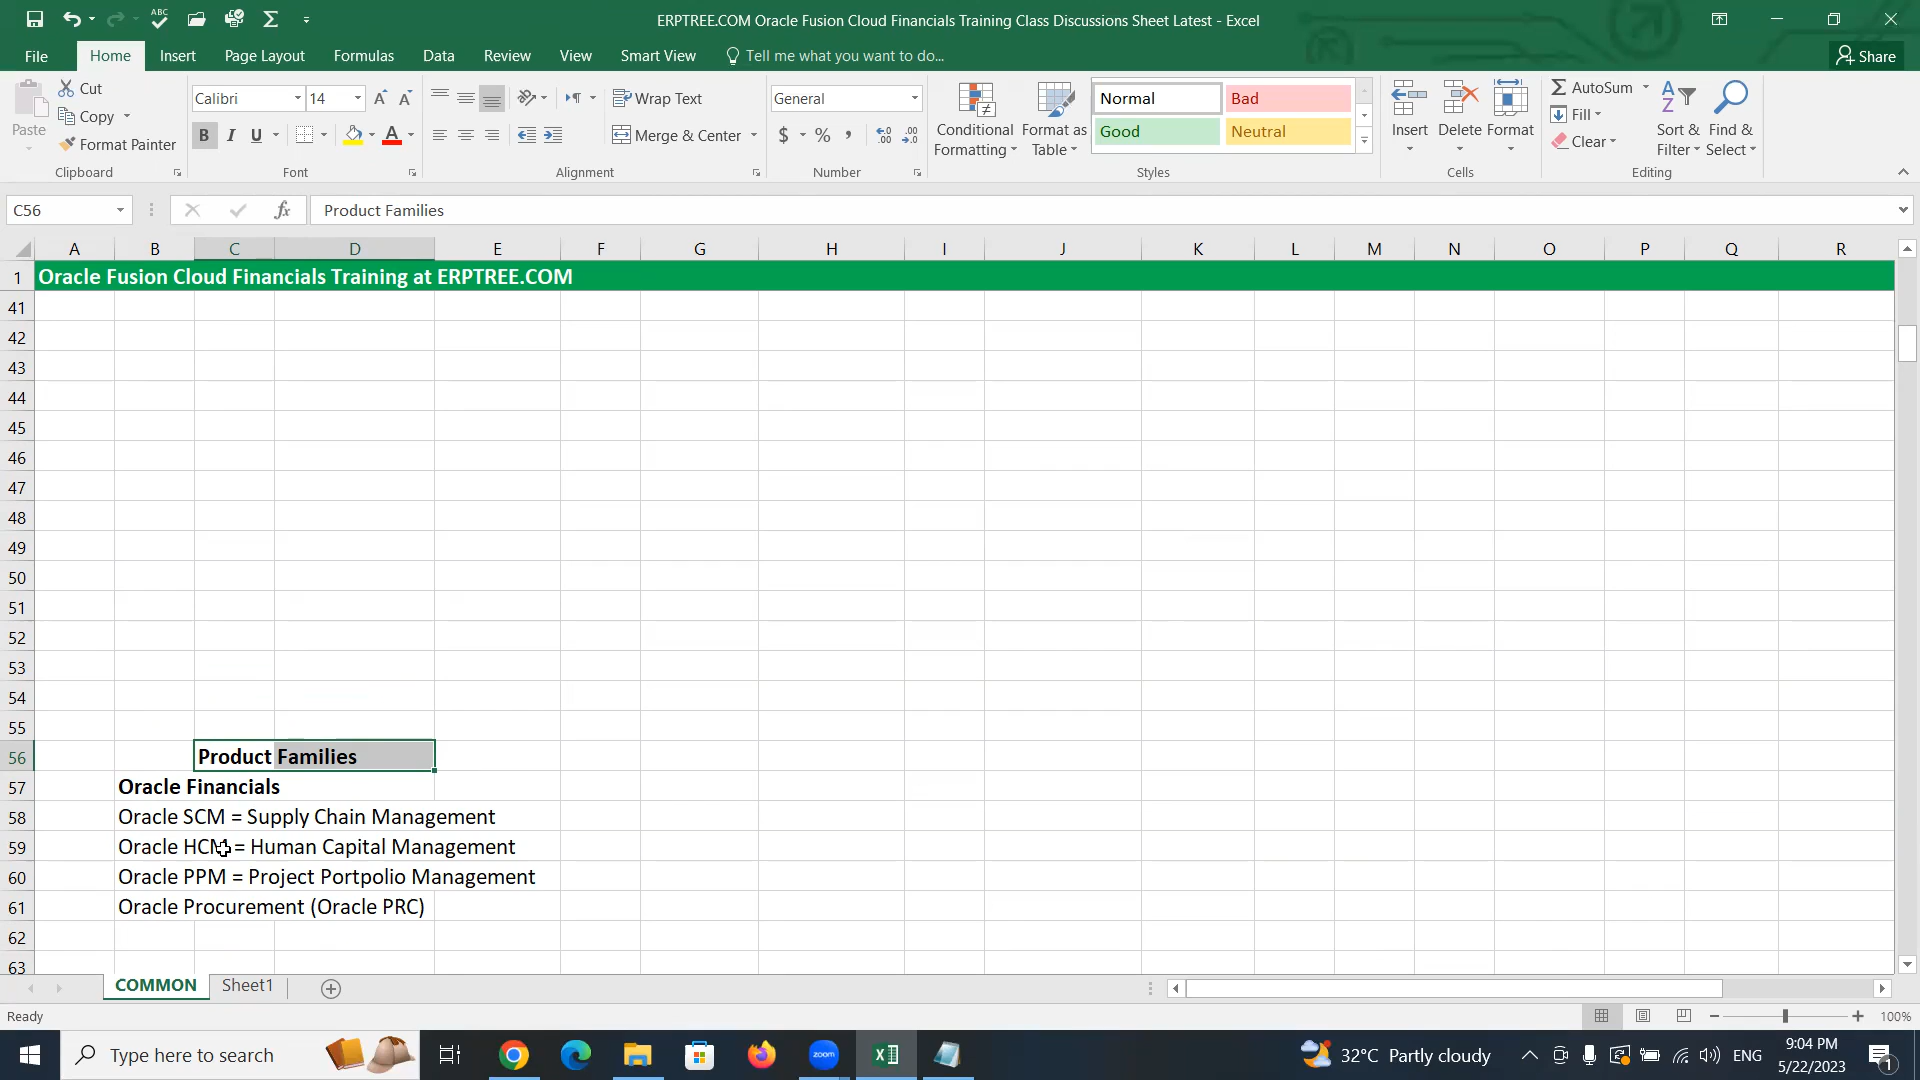 ERPTREE.COM Oracle Fusion Cloud Financials Training Class Discussions Sheet Latest - Excel
File Home Insert Page Layout Formulas Data Review View Smart View Tell me what you want to do... Share
Paste
Cut
Copy
Format Painter
Clipboard
Calibri 14
B I U
Font
Wrap Text
Merge & Center
Alignment
General
$ % ,
Number
Conditional Formatting
Format as Table
Normal Bad
Good Neutral
Styles
Insert Delete Format
Cells
AutoSum
Fill
Clear
Sort & Filter
Find & Select
Editing
C56 fx Product Families
A B C D E F G H I J K L M N O P Q R
1 Oracle Fusion Cloud Financials Training at ERPTREE.COM
41
42
43
44
45
46
47
48
49
50
51
52
53
54
55
56 Product Families
57 Oracle Financials
58 Oracle SCM = Supply Chain Management
59 Oracle HCM = Human Capital Management
60 Oracle PPM = Project Portpolio Management
61 Oracle Procurement (Oracle PRC)
62
63
COMMON Sheet1
Ready 100%
Type here to search zoom 32°C Partly cloudy ENG
9:04 PM
5/22/2023
1